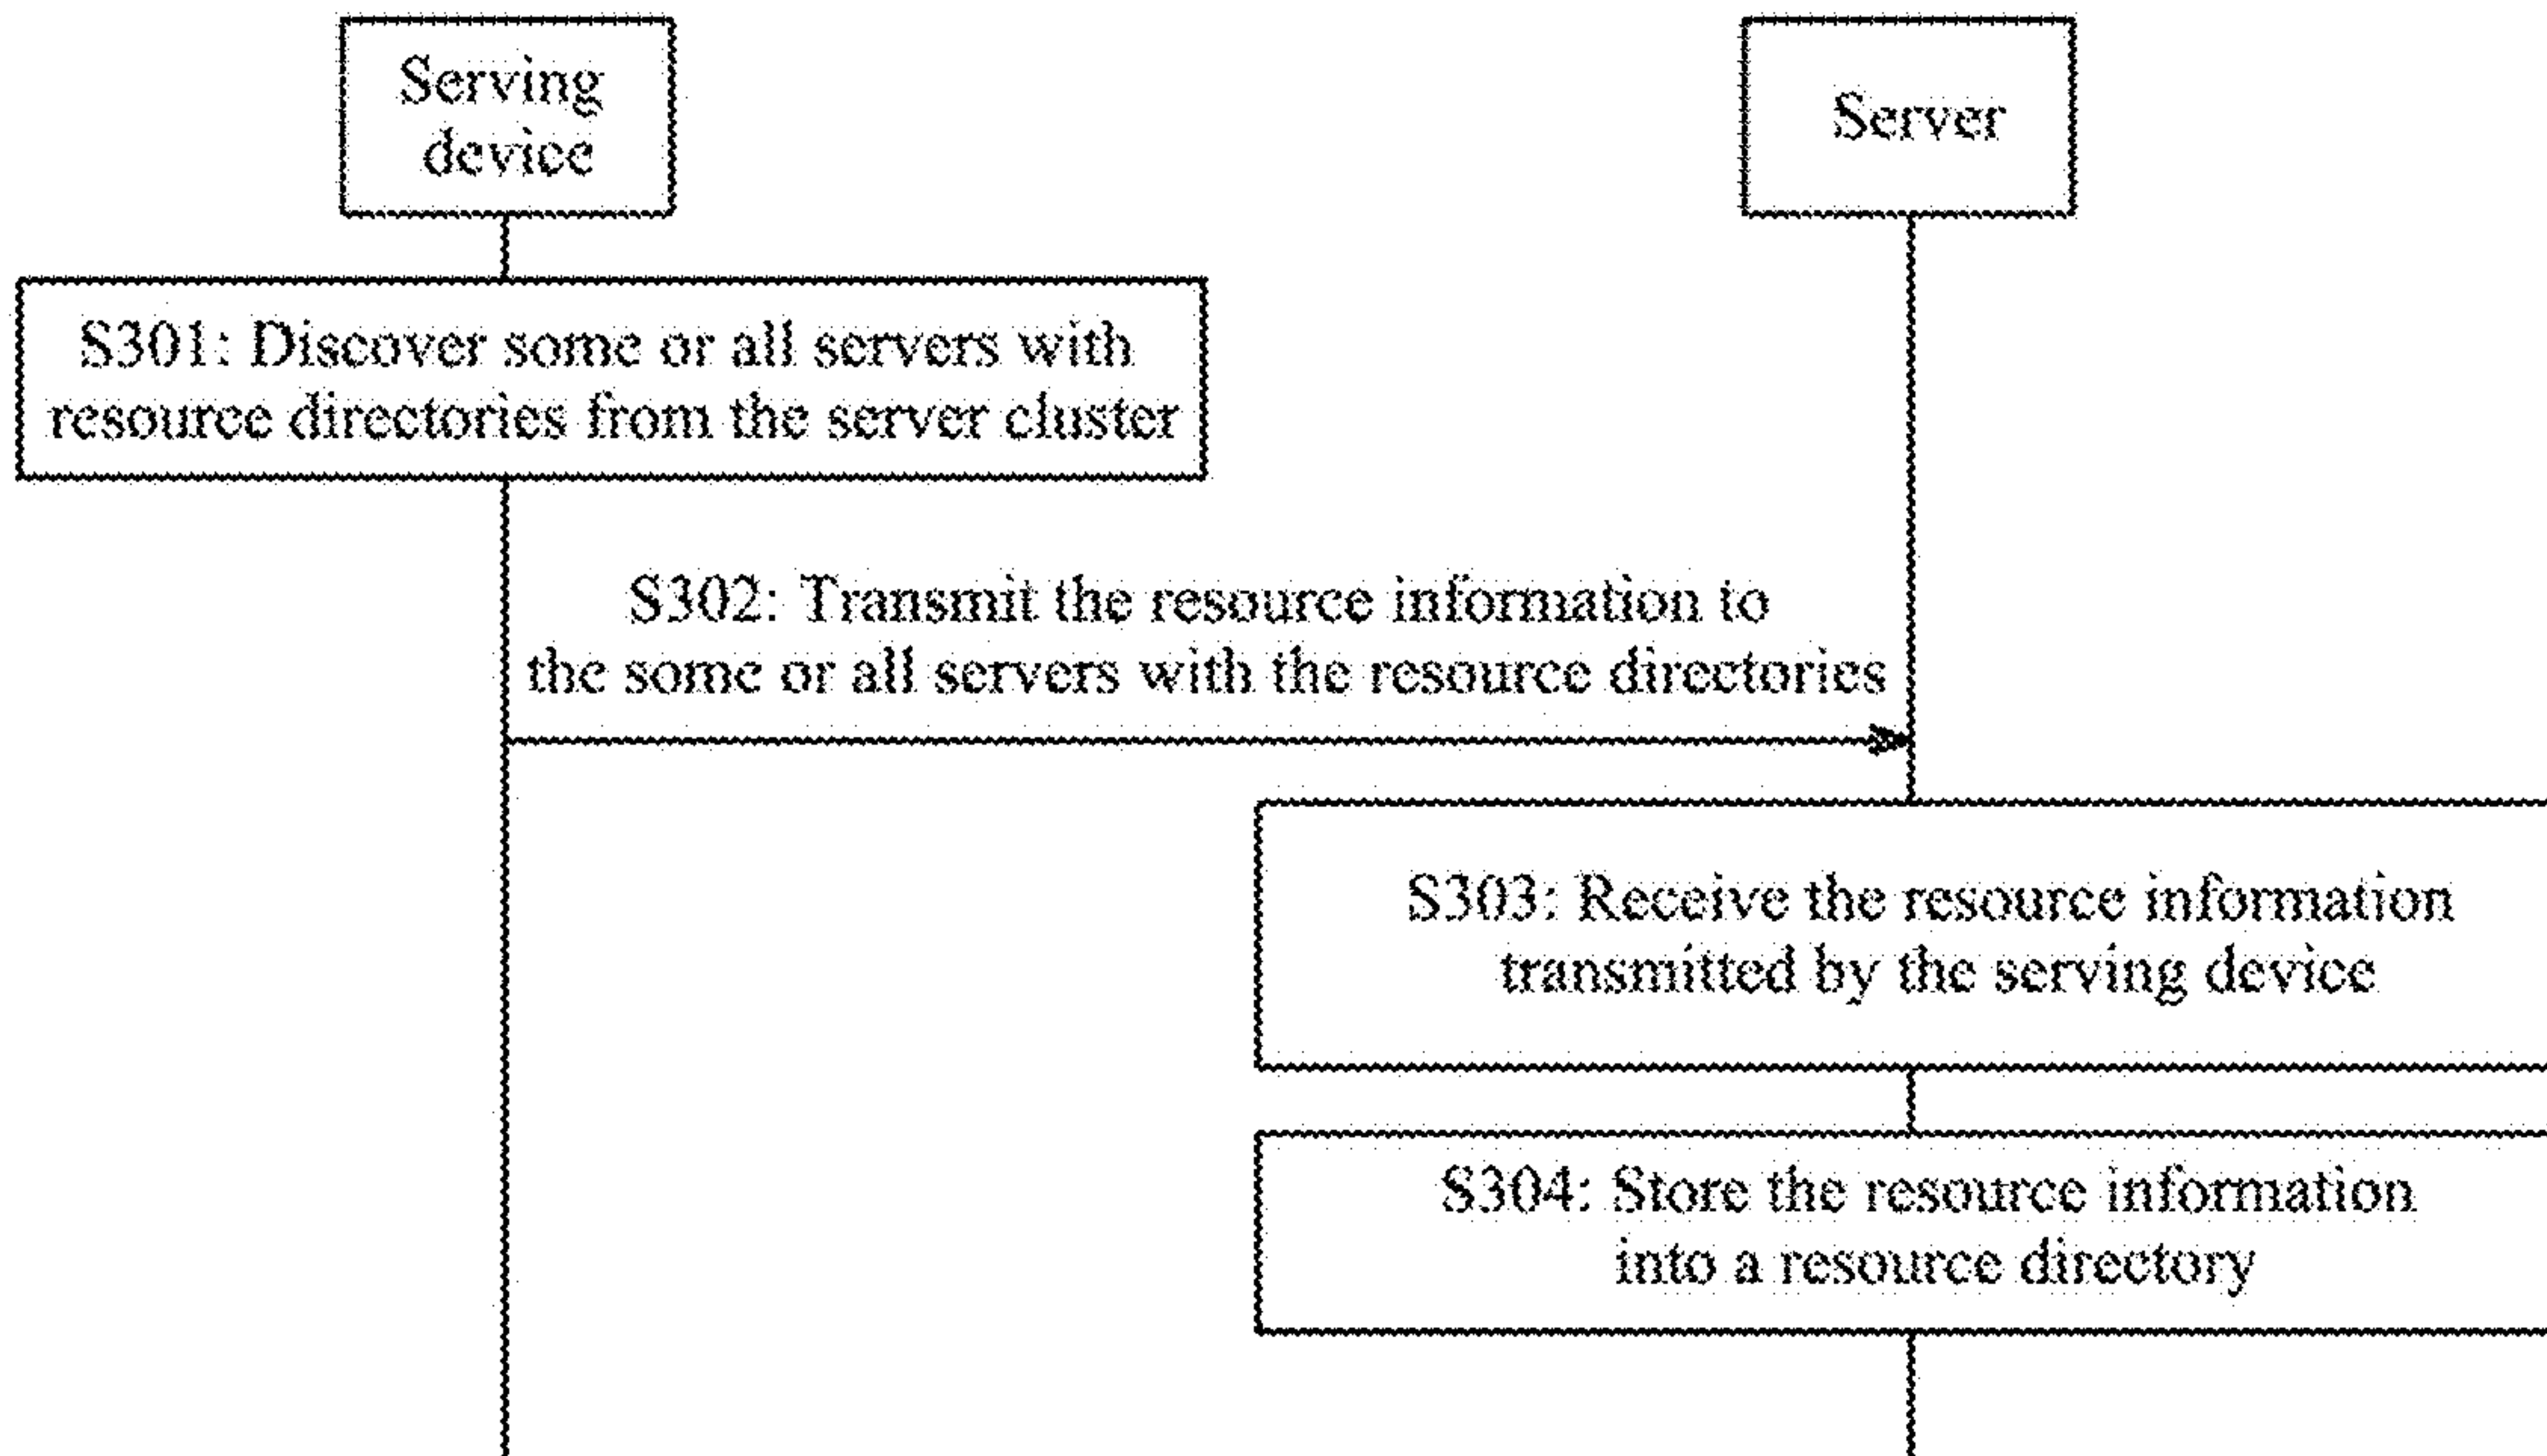 Serving
device
Server
S301: Discover some or all servers with
resource directories from the server cluster
S302: Transmit the resource information to
the some or all servers with the resource directories
S303: Receive the resource information
transmitted by the serving device
S304: Store the resource information
into a resource directory